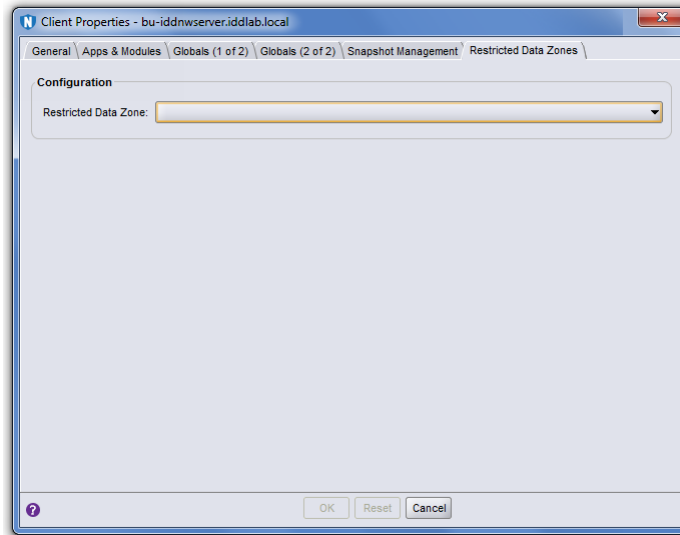 N Client Properties - bu-iddnwserver.iddlab.local
General Apps & Modules Globals (1 of 2) Globals (2 of 2) Snapshot Management Restricted Data Zones
Configuration
Restricted Data Zone:
? OK Reset Cancel